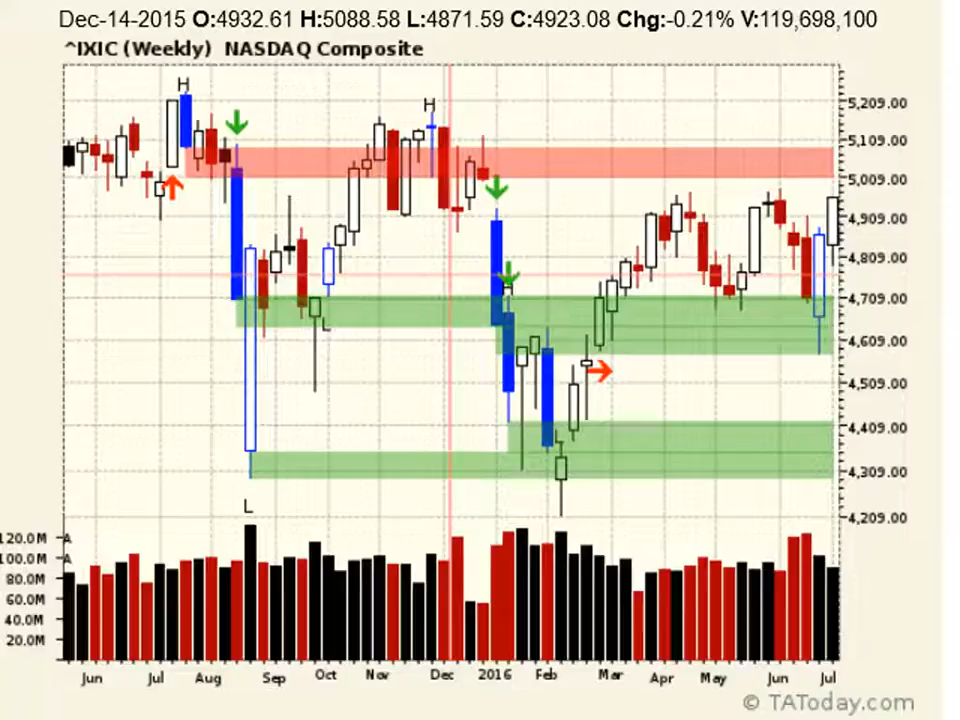 Dec-14-2015 O:4932.61 H:5088.58 L:4871.59 C:4923.08 Chg:-0.21% V:119,698,100
^IXIC (Weekly) NASDAQ Composite
H
H
5,209.00
5,109.00
5,009.00
4,909.00
4,809.00
H
4,709.00
L
4,609.00
4,509.00
4,409.00
L
4,309.00
L
4,209.00
120.0M A
100.0M A
80.0M
60.0M
40.0M
20.0M
Jun Jul Aug Sep Oct Nov Dec 2016 Feb Mar Apr May Jun Jul
© TAToday.com